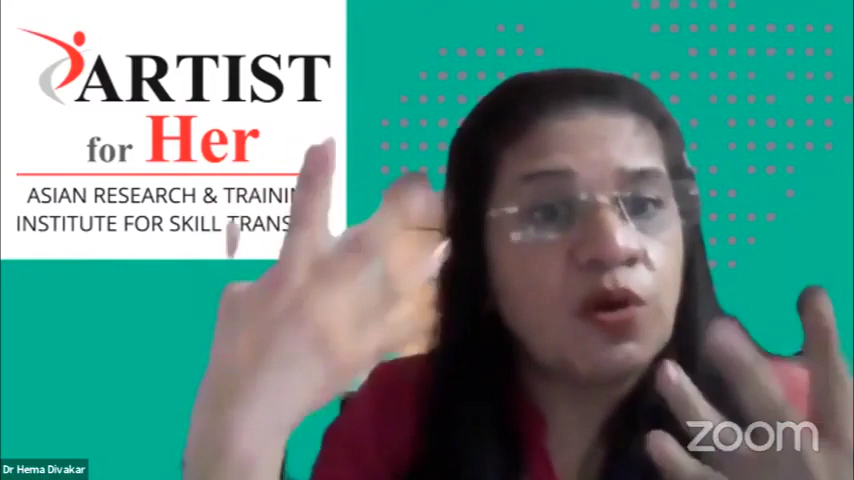 ARTIST
for Her
ASIAN RESEARCH & TRAININ
INSTITUTE FOR SKILL TRANS
Dr Hema Divakar
zoom